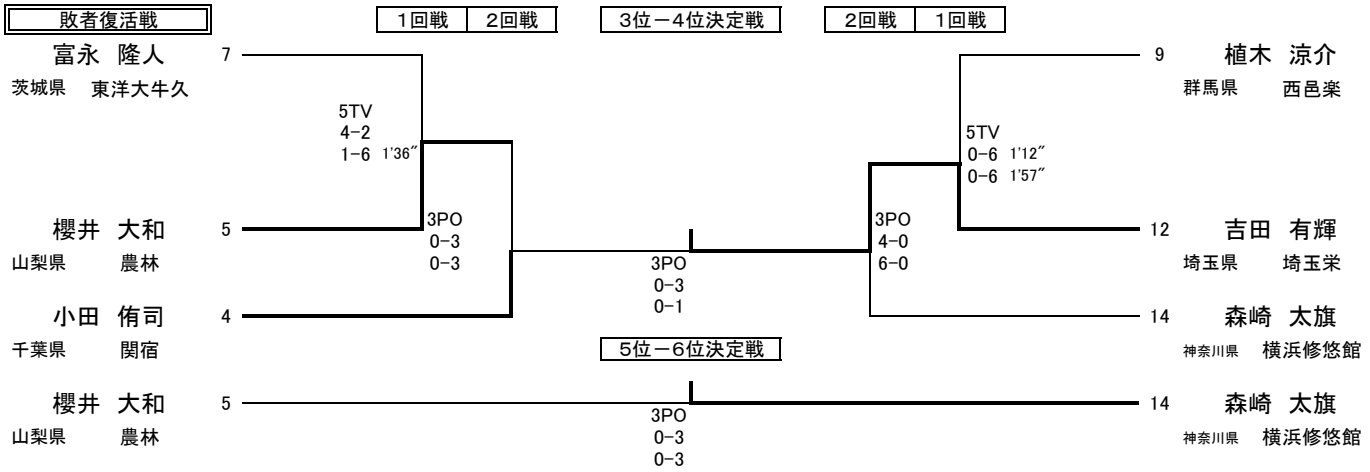 敗者復活戦 1回戦 2回戦 3位－4位決定戦 2回戦 1回戦
富永 隆人 7 9 植木 涼介
茨城県 東洋大牛久 群馬県 西邑楽
5TV
4-2
1-6 1'36″
5TV
0-6 1'12″
0-6 1'57″
櫻井 大和 5
山梨県 農林
3PO
0-3
0-3
3PO
4-0
6-0
12 吉田 有輝
埼玉県 埼玉栄
3PO
0-3
0-1
小田 侑司 4 14 森崎 太旗
千葉県 関宿 神奈川県 横浜修悠館
5位－6位決定戦
櫻井 大和 5 14 森崎 太旗
山梨県 農林 神奈川県 横浜修悠館
3PO
0-3
0-3